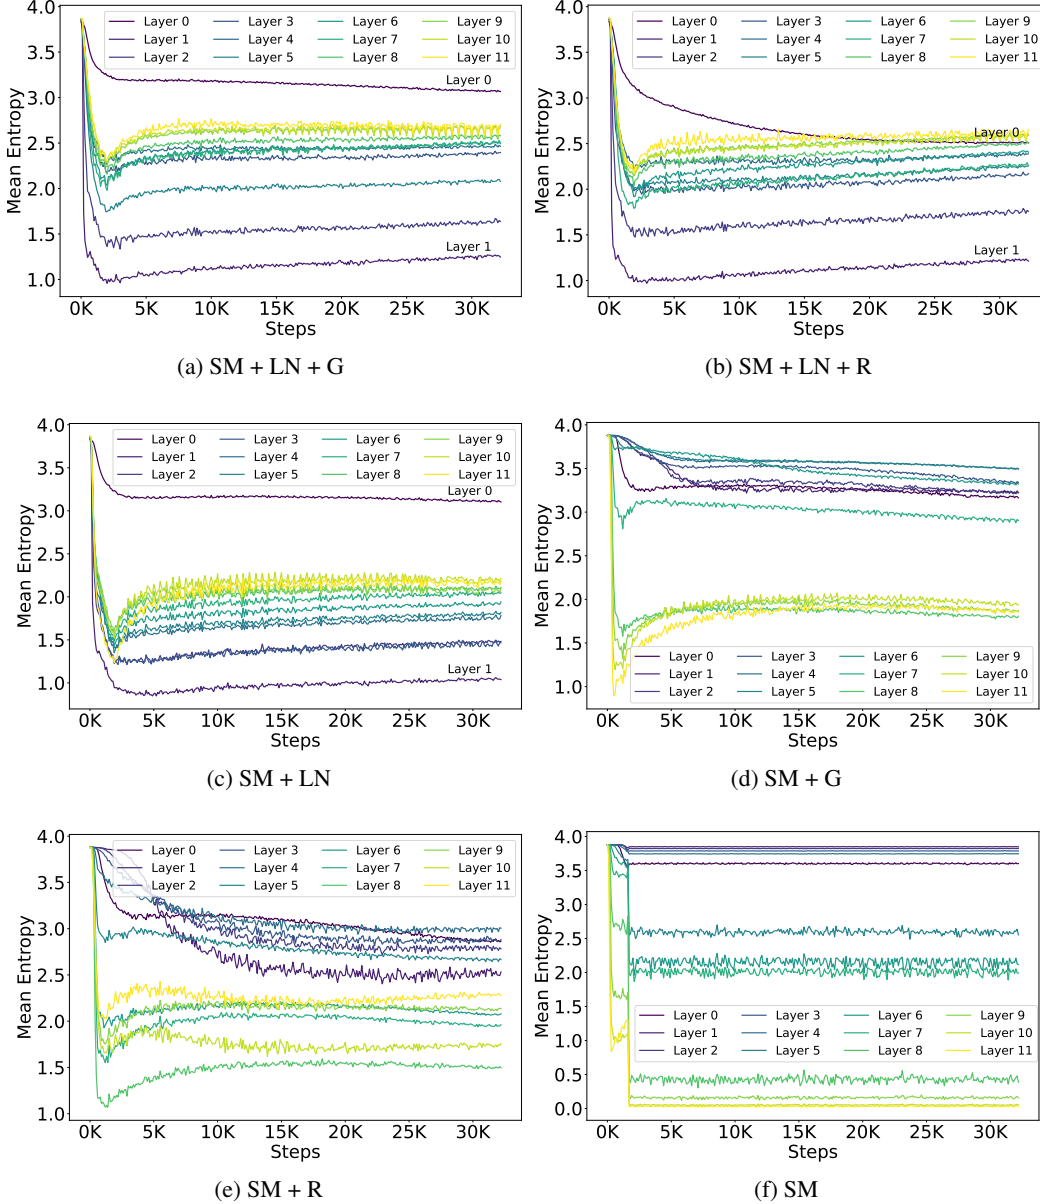 4.0
3.5
3.0
2.5
2.0
1.5
1.0
Mean Entropy
Layer 0 Layer 3 Layer 6 Layer 9
Layer 1 Layer 4 Layer 7 Layer 10
Layer 2 Layer 5 Layer 8 Layer 11
Layer 0
Layer 1
0K 5K 10K 15K 20K 25K 30K
Steps
(a) SM + LN + G
4.0
3.5
3.0
2.5
2.0
1.5
1.0
Mean Entropy
Layer 0 Layer 3 Layer 6 Layer 9
Layer 1 Layer 4 Layer 7 Layer 10
Layer 2 Layer 5 Layer 8 Layer 11
Layer 0
Layer 1
0K 5K 10K 15K 20K 25K 30K
Steps
(b) SM + LN + R
4.0
3.5
3.0
2.5
2.0
1.5
1.0
Mean Entropy
Layer 0 Layer 3 Layer 6 Layer 9
Layer 1 Layer 4 Layer 7 Layer 10
Layer 2 Layer 5 Layer 8 Layer 11
Layer 0
Layer 1
0K 5K 10K 15K 20K 25K 30K
Steps
(c) SM + LN
4.0
3.5
3.0
2.5
2.0
1.5
1.0
Mean Entropy
Layer 0 Layer 3 Layer 6 Layer 9
Layer 1 Layer 4 Layer 7 Layer 10
Layer 2 Layer 5 Layer 8 Layer 11
0K 5K 10K 15K 20K 25K 30K
Steps
(d) SM + G
4.0
3.5
3.0
2.5
2.0
1.5
1.0
Mean Entropy
Layer 0 Layer 3 Layer 6 Layer 9
Layer 1 Layer 4 Layer 7 Layer 10
Layer 2 Layer 5 Layer 8 Layer 11
0K 5K 10K 15K 20K 25K 30K
Steps
(e) SM + R
4.0
3.5
3.0
2.5
2.0
1.5
1.0
0.5
0.0
Mean Entropy
Layer 0 Layer 3 Layer 6 Layer 9
Layer 1 Layer 4 Layer 7 Layer 10
Layer 2 Layer 5 Layer 8 Layer 11
0K 5K 10K 15K 20K 25K 30K
Steps
(f) SM